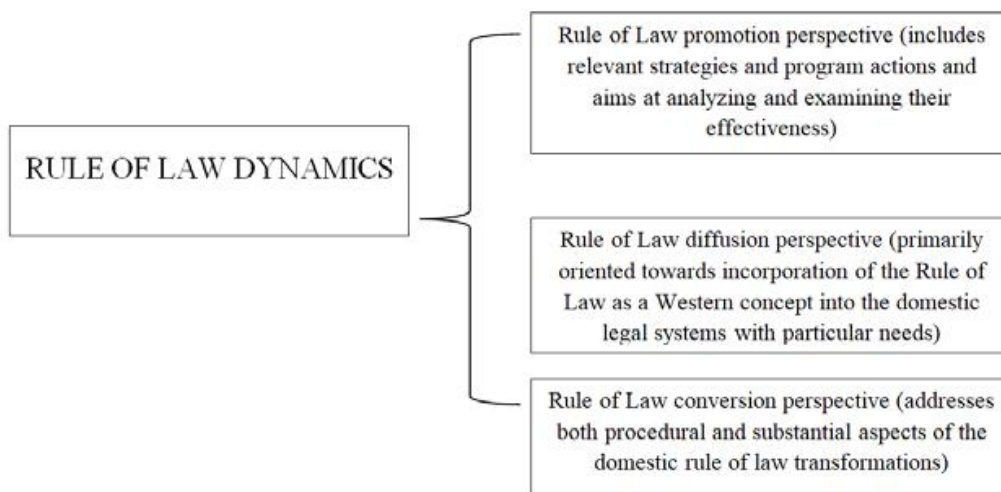 Rule of Law promotion perspective (includes
relevant strategies and program actions and
aims at analyzing and examining their
effectiveness)
RULE OF LAW DYNAMICS
Rule of Law diffusion perspective (primarily
oriented towards incorporation of the Rule of
Law as a Western concept into the domestic
legal systems with particular needs)
Rule of Law conversion perspective (addresses
both procedural and substantial aspects of the
domestic rule of law transformations)